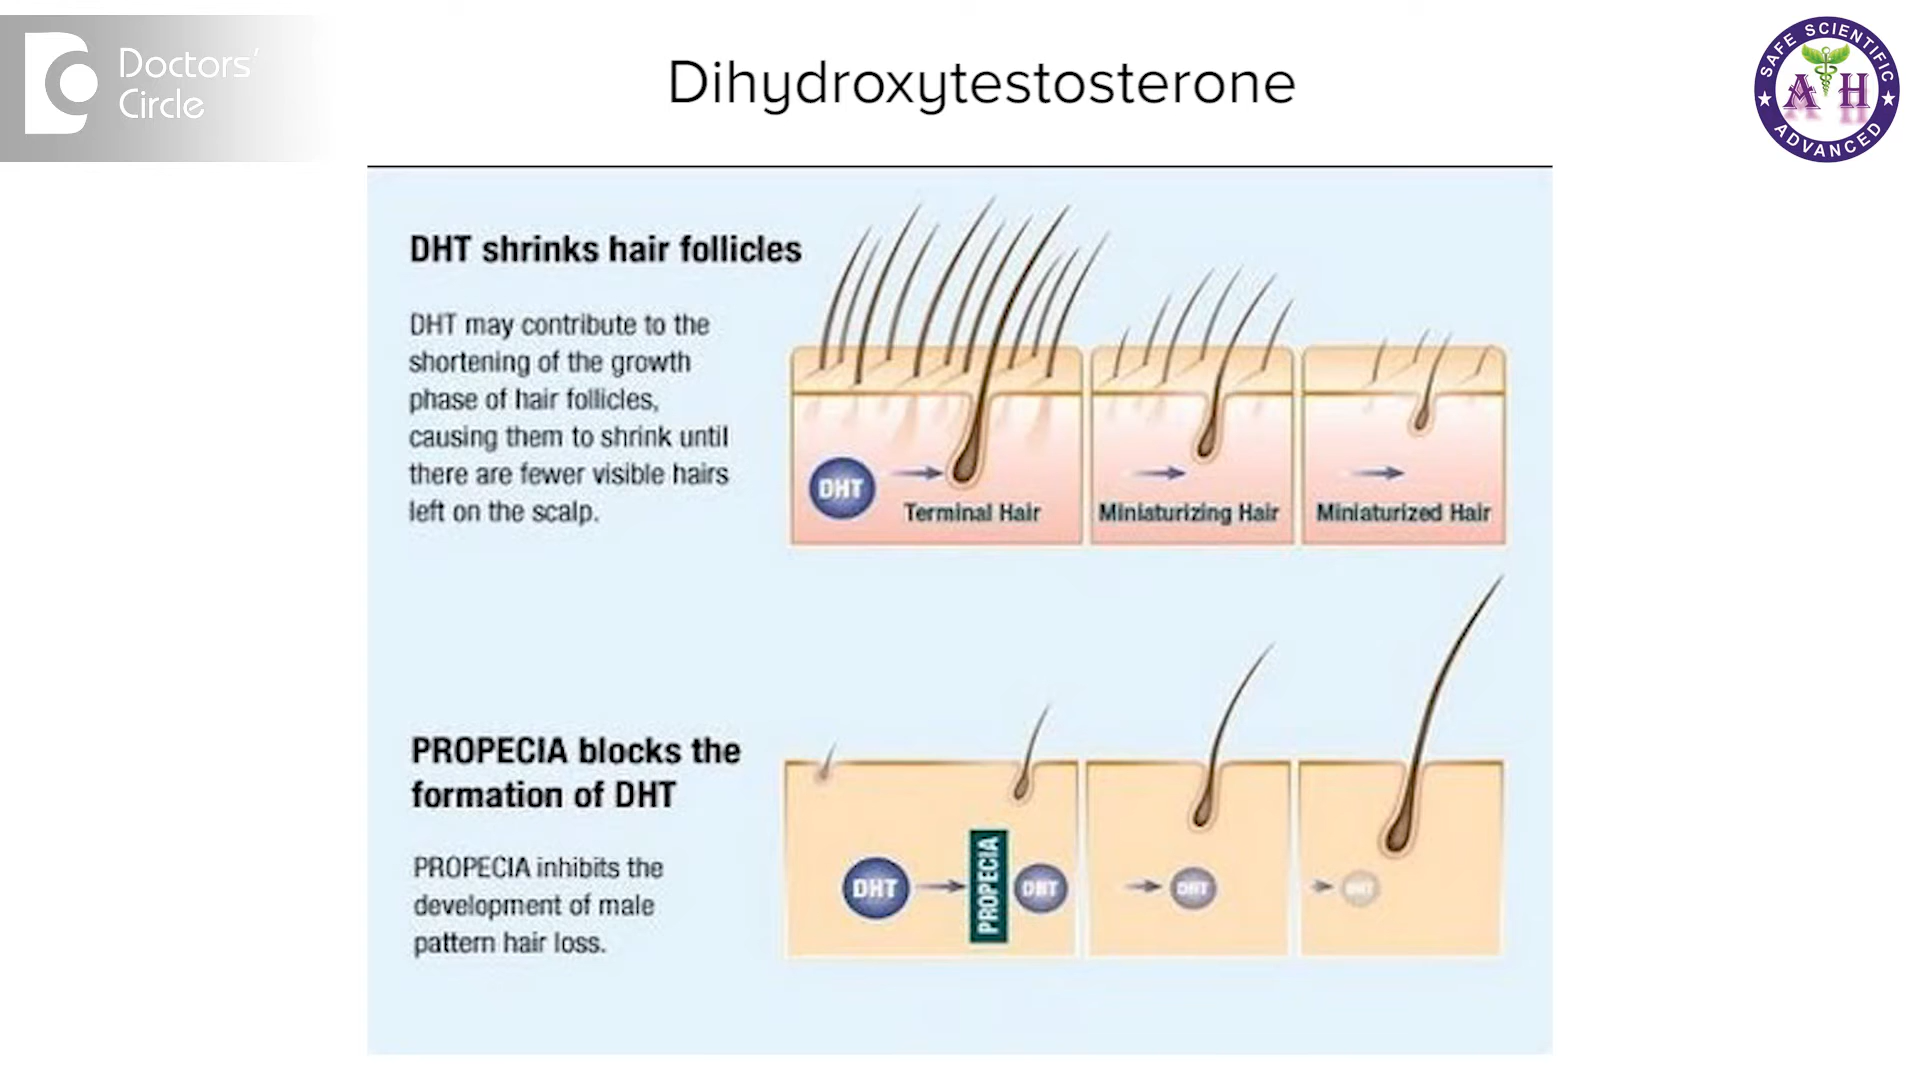 Doctors'
Circle
Dihydroxytestosterone
SAFE SCIENTIFIC
AH
ADVANCED
DHT shrinks hair follicles
DHT may contribute to the
shortening of the growth
phase of hair follicles,
causing them to shrink until
there are fewer visible hairs
left on the scalp.
DHT
Terminal Hair
Miniaturizing Hair
Miniaturized Hair
PROPECIA blocks the
formation of DHT
PROPECIA inhibits the
development of male
pattern hair loss.
DHT
PROPECIA
DHT
DHT
DHT